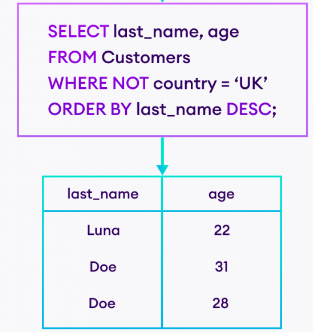 SELECT last_name, age
FROM Customers
WHERE NOT country = ‘UK’
ORDER BY last_name DESC;
last_name age
Luna 22
Doe 31
Doe 28